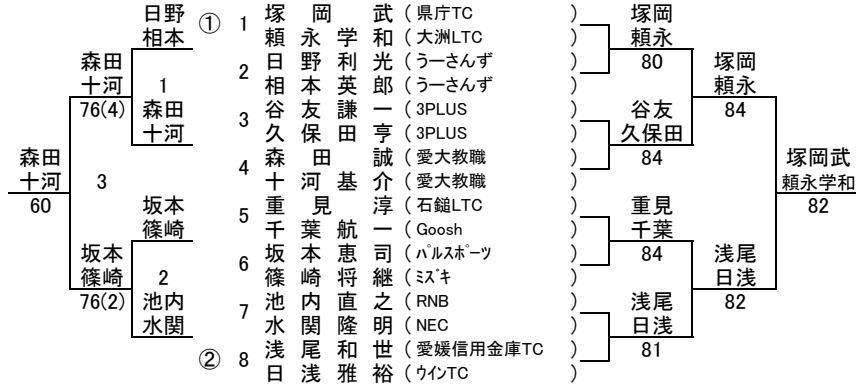 日野 ① 1 塚岡 武 ( 県庁TC ) 塚岡
相本 頼永学和 ( 大洲LTC ) 頼永
森田 2 日野利光 ( うーさんず ) 80 塚岡
十河 1 相本英郎 ( うーさんず ) 頼永
76(4) 森田 3 谷友謙一 ( 3PLUS ) 谷友 84
十河 久保田亨 ( 3PLUS ) 久保田
森田 4 森田 誠 ( 愛大教職 ) 84 塚岡武
十河 3 十河基介 ( 愛大教職 ) 頼永学和
60 坂本 5 重見 淳 ( 石鎚LTC ) 重見 82
篠崎 千葉航一 ( Goosh ) 千葉
坂本 6 坂本恵司 ( パルスポーツ ) 84 浅尾
篠崎 2 篠崎将継 ( ミズキ ) 日浅
76(2) 池内 7 池内直之 ( RNB ) 浅尾 82
水関 水関隆明 ( NEC ) 日浅
② 8 浅尾和世 ( 愛媛信用金庫TC ) 81
日浅雅裕 ( ウインTC )